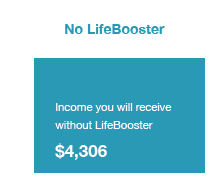 No LifeBooster
Income you will receive
without LifeBooster
$4,306